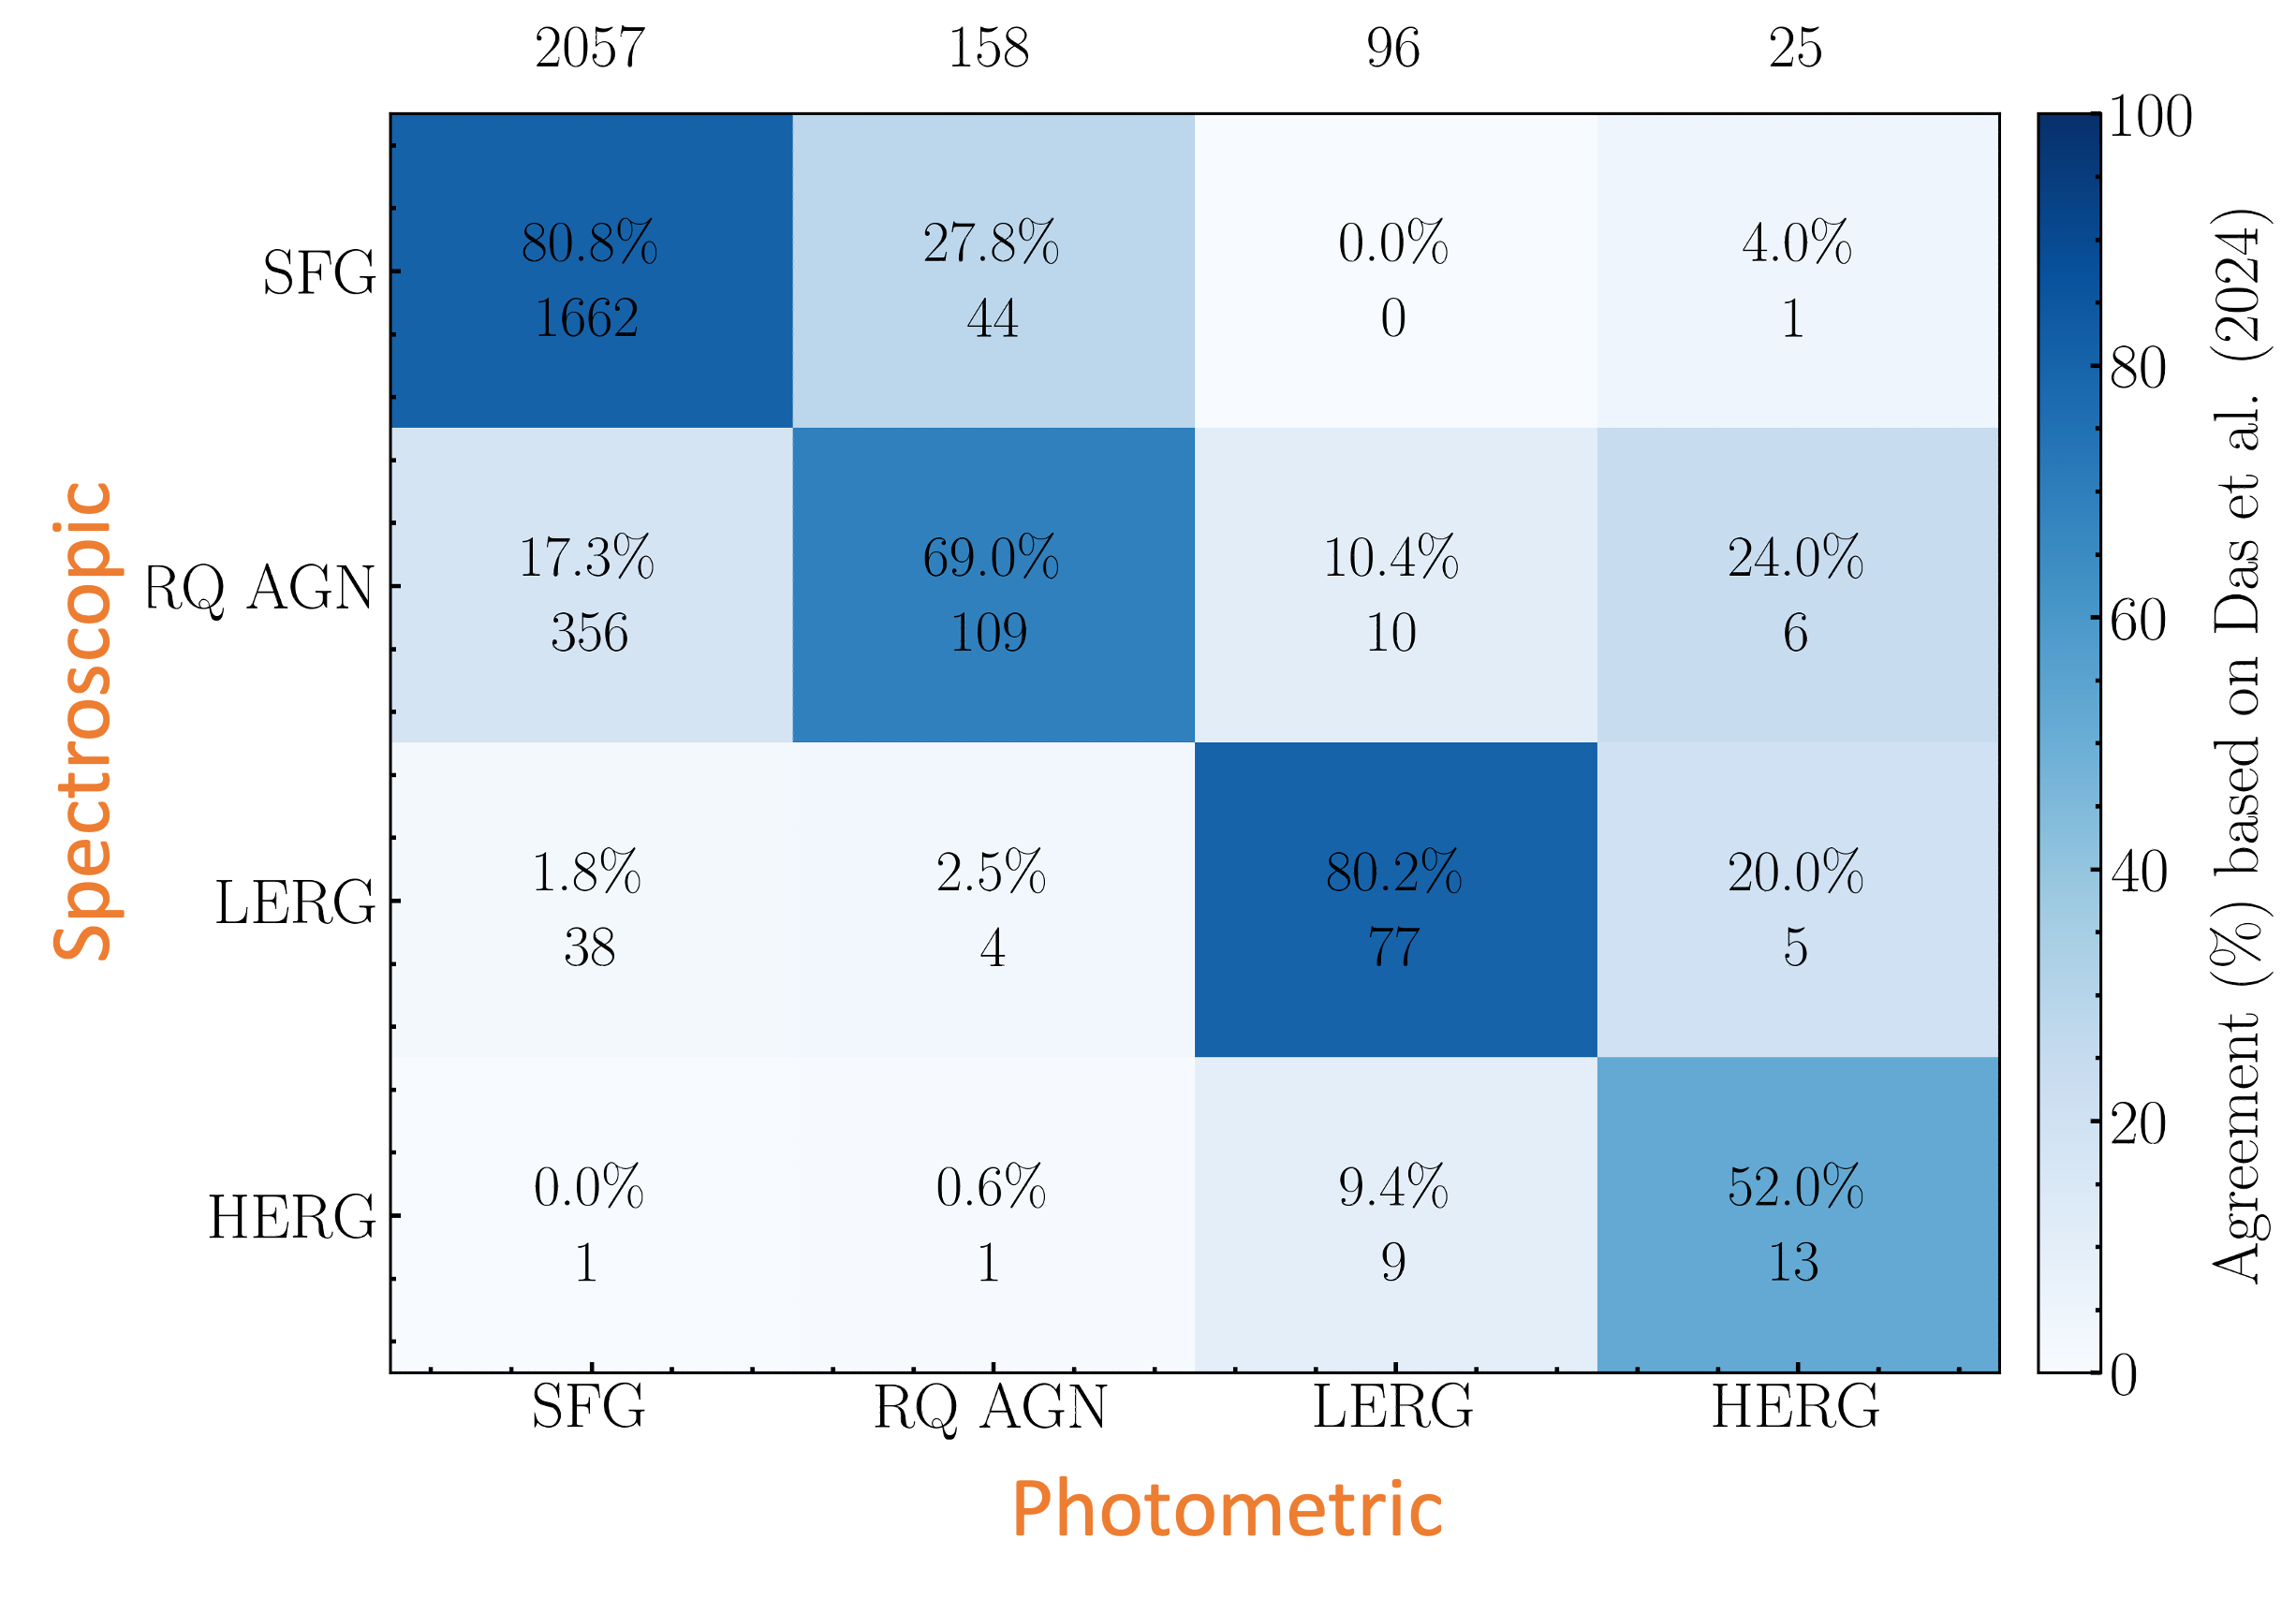 2057 158 96 25
80.8% 27.8% 0.0% 4.0%
SFG
1662 44 0 1
17.3% 69.0% 10.4% 24.0%
RQ AGN
356 109 10 6
1.8% 2.5% 80.2% 20.0%
LERG
38 4 77 5
0.0% 0.6% 9.4% 52.0%
HERG
1 1 9 13
SFG RQ AGN LERG HERG
Photometric
Spectroscopic
100
80
60
40
20
0
Agreement (%) based on Das et al. (2024)